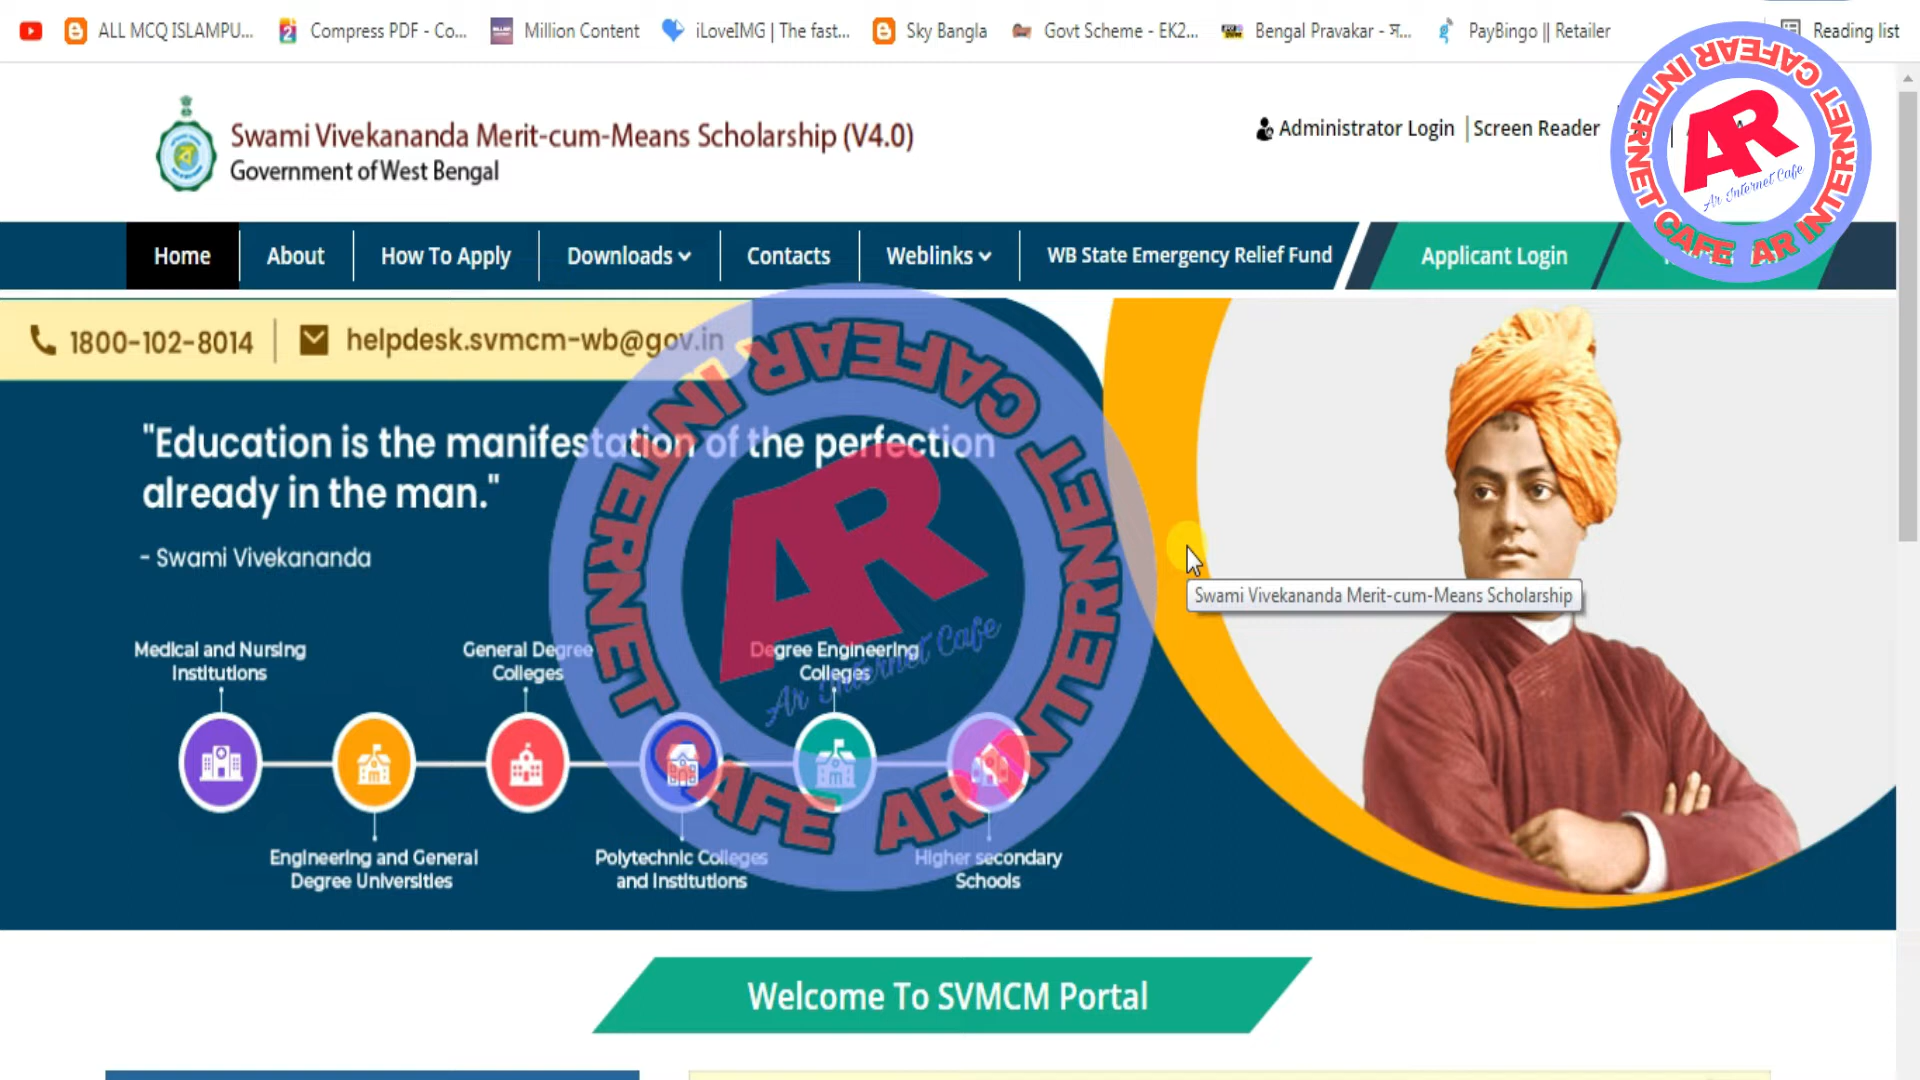 ALL MCQ ISLAMPU...
Compress PDF - Co...
Million Content
iLoveIMG | The fast...
Sky Bangla
Govt Scheme - EK2...
Bengal Pravakar - স...
PayBingo || Retailer
Reading list
Swami Vivekananda Merit-cum-Means Scholarship (V4.0)
Government of West Bengal
Administrator Login | Screen Reader
AR INTERNET CAFE AR INTERNET CAFE
AR
Ar Internet Cafe
Home
About
How To Apply
Downloads
Contacts
Weblinks
WB State Emergency Relief Fund
Applicant Login
1800-102-8014
helpdesk.svmcm-wb@gov.in
"Education is the manifestation of the perfection
already in the man."
- Swami Vivekananda
AR INTERNET CAFE AR INTERNET CAFE
AR
Ar Internet Cafe
Swami Vivekananda Merit-cum-Means Scholarship
Medical and Nursing
Institutions
General Degree
Colleges
Degree Engineering
Colleges
Engineering and General
Degree Universities
Polytechnic Colleges
and Institutions
Higher secondary
Schools
Welcome To SVMCM Portal